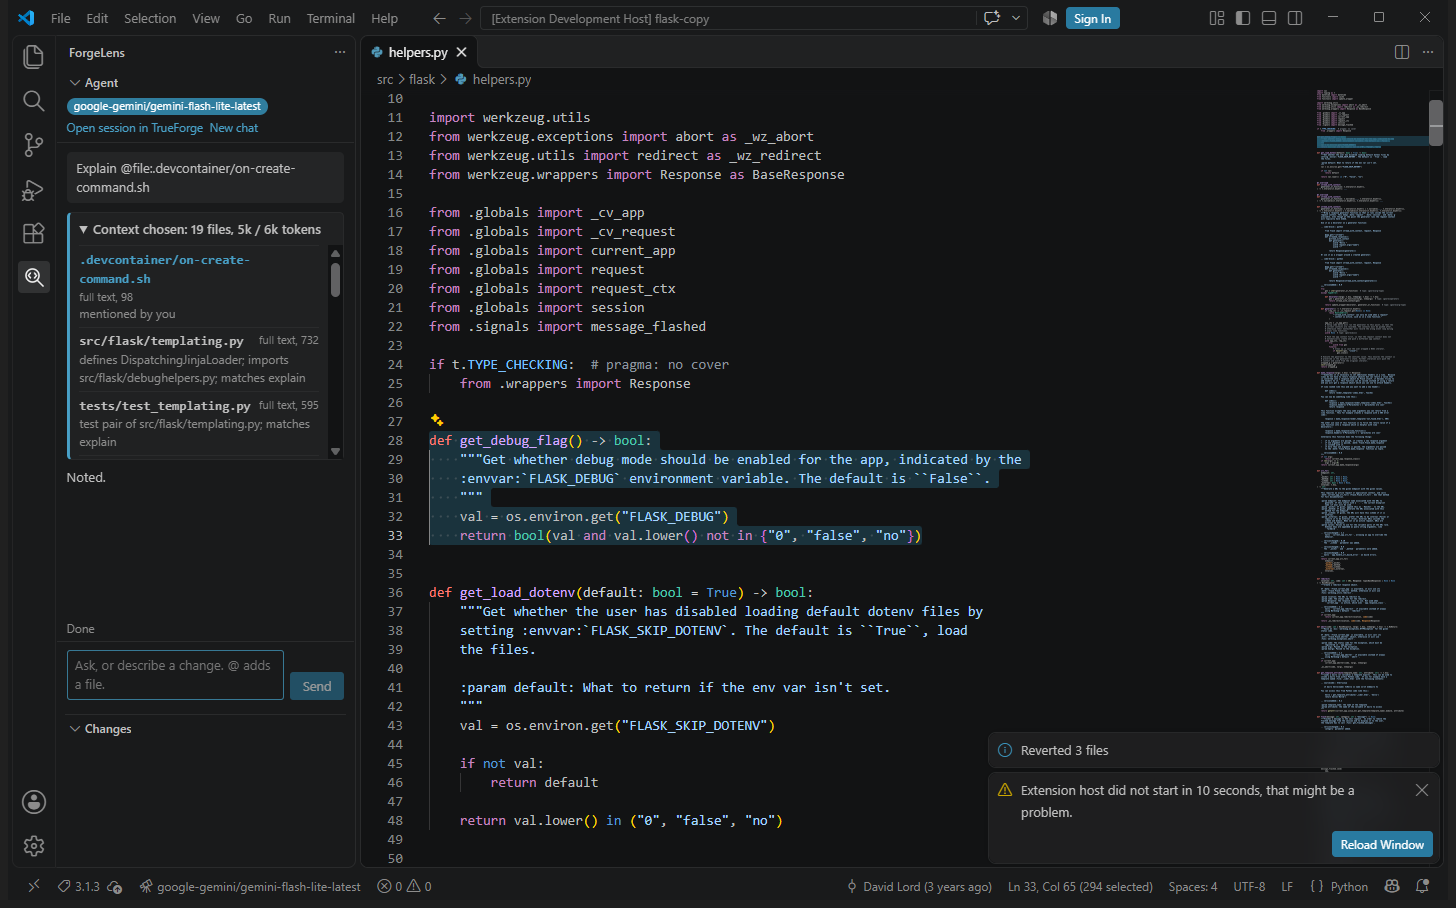 File Edit Selection View Go Run Terminal Help
[Extension Development Host] flask-copy
Sign In
ForgeLens
Agent
google-gemini/gemini-flash-lite-latest
Open session in TrueForge New chat
Explain @file:.devcontainer/on-create-
command.sh
Context chosen: 19 files, 5k / 6k tokens
.devcontainer/on-create-
command.sh
full text, 98
mentioned by you
src/flask/templating.py full text, 732
defines DispatchingJinjaLoader; imports
src/flask/debughelpers.py; matches explain
tests/test_templating.py full text, 595
test pair of src/flask/templating.py; matches
explain
Noted.
Done
Ask, or describe a change. @ adds
a file.
Send
Changes
helpers.py
src > flask > helpers.py
10
11 import werkzeug.utils
12 from werkzeug.exceptions import abort as _wz_abort
13 from werkzeug.utils import redirect as _wz_redirect
14 from werkzeug.wrappers import Response as BaseResponse
15
16 from .globals import _cv_app
17 from .globals import _cv_request
18 from .globals import current_app
19 from .globals import request
20 from .globals import request_ctx
21 from .globals import session
22 from .signals import message_flashed
23
24 if t.TYPE_CHECKING:  # pragma: no cover
25     from .wrappers import Response
26
27
28 def get_debug_flag() -> bool:
29     """Get whether debug mode should be enabled for the app, indicated by the
30     :envvar:`FLASK_DEBUG` environment variable. The default is ``False``.
31     """
32     val = os.environ.get("FLASK_DEBUG")
33     return bool(val and val.lower() not in {"0", "false", "no"})
34
35
36 def get_load_dotenv(default: bool = True) -> bool:
37     """Get whether the user has disabled loading default dotenv files by
38     setting :envvar:`FLASK_SKIP_DOTENV`. The default is ``True``, load
39     the files.
40
41     :param default: What to return if the env var isn't set.
42     """
43     val = os.environ.get("FLASK_SKIP_DOTENV")
44
45     if not val:
46         return default
47
48     return val.lower() in ("0", "false", "no")
49
50
Reverted 3 files
Extension host did not start in 10 seconds, that might be a
problem.
Reload Window
3.1.3 google-gemini/gemini-flash-lite-latest 0 0 David Lord (3 years ago) Ln 33, Col 65 (294 selected) Spaces: 4 UTF-8 LF { } Python